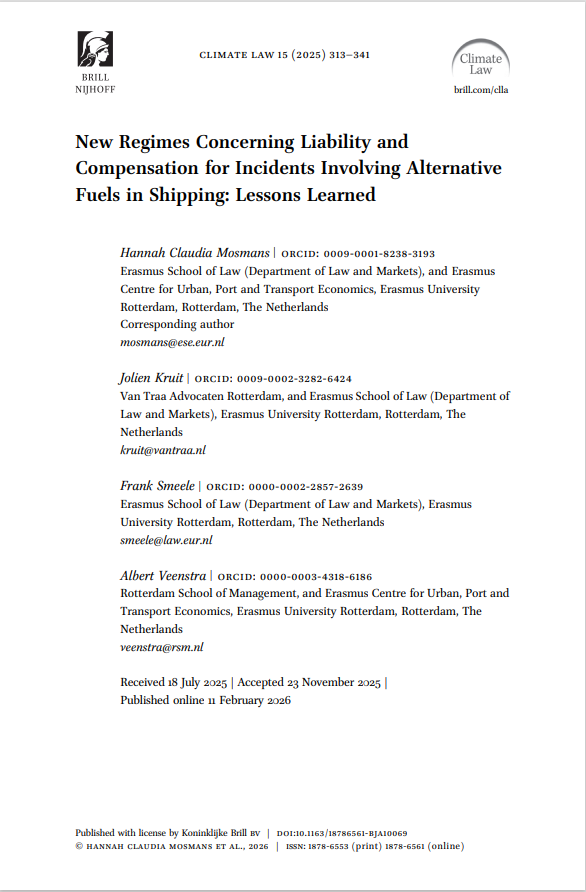 BRILL
NIJHOFF
CLIMATE LAW 15 (2025) 313–341
Climate
Law
brill.com/clla
New Regimes Concerning Liability and
Compensation for Incidents Involving Alternative
Fuels in Shipping: Lessons Learned
Hannah Claudia Mosmans | ORCID: 0009-0001-8238-3193
Erasmus School of Law (Department of Law and Markets), and Erasmus
Centre for Urban, Port and Transport Economics, Erasmus University
Rotterdam, Rotterdam, The Netherlands
Corresponding author
mosmans@ese.eur.nl
Jolien Kruit | ORCID: 0009-0002-3282-6424
Van Traa Advocaten Rotterdam, and Erasmus School of Law (Department of
Law and Markets), Erasmus University Rotterdam, Rotterdam, The
Netherlands
kruit@vantraa.nl
Frank Smeele | ORCID: 0000-0002-2857-2639
Erasmus School of Law (Department of Law and Markets), Erasmus
University Rotterdam, Rotterdam, The Netherlands
smeele@law.eur.nl
Albert Veenstra | ORCID: 0000-0003-4318-6186
Rotterdam School of Management, and Erasmus Centre for Urban, Port and
Transport Economics, Erasmus University Rotterdam, Rotterdam, The
Netherlands
veenstra@rsm.nl
Received 18 July 2025 | Accepted 23 November 2025 |
Published online 11 February 2026
Published with license by Koninklijke Brill BV | DOI:10.1163/18786561-BJA10069
© HANNAH CLAUDIA MOSMANS ET AL., 2026 | ISSN: 1878-6553 (print) 1878-6561 (online)